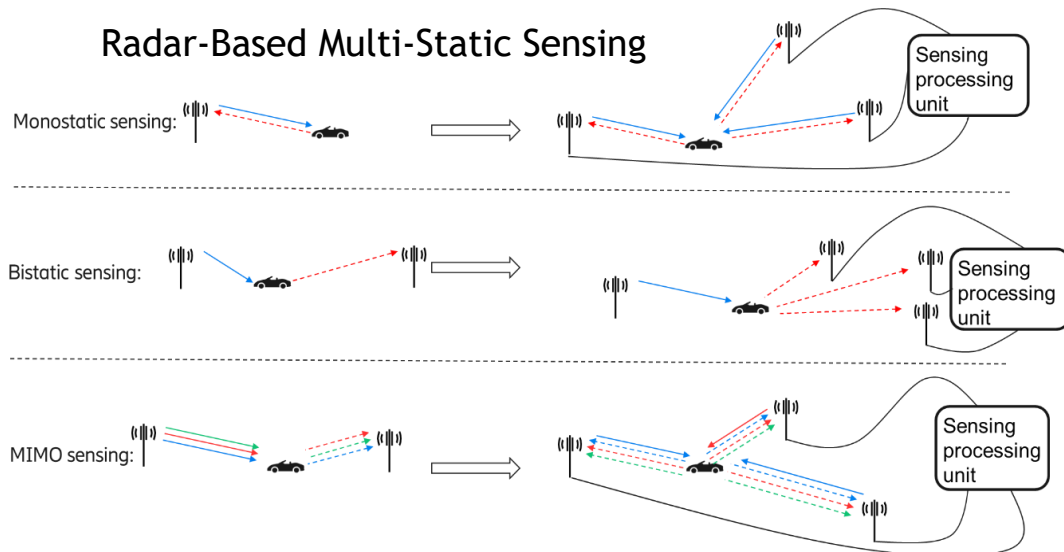 Radar-Based Multi-Static Sensing
Sensing
processing
unit
Monostatic sensing:
Bistatic sensing:
Sensing
processing
unit
MIMO sensing:
Sensing
processing
unit